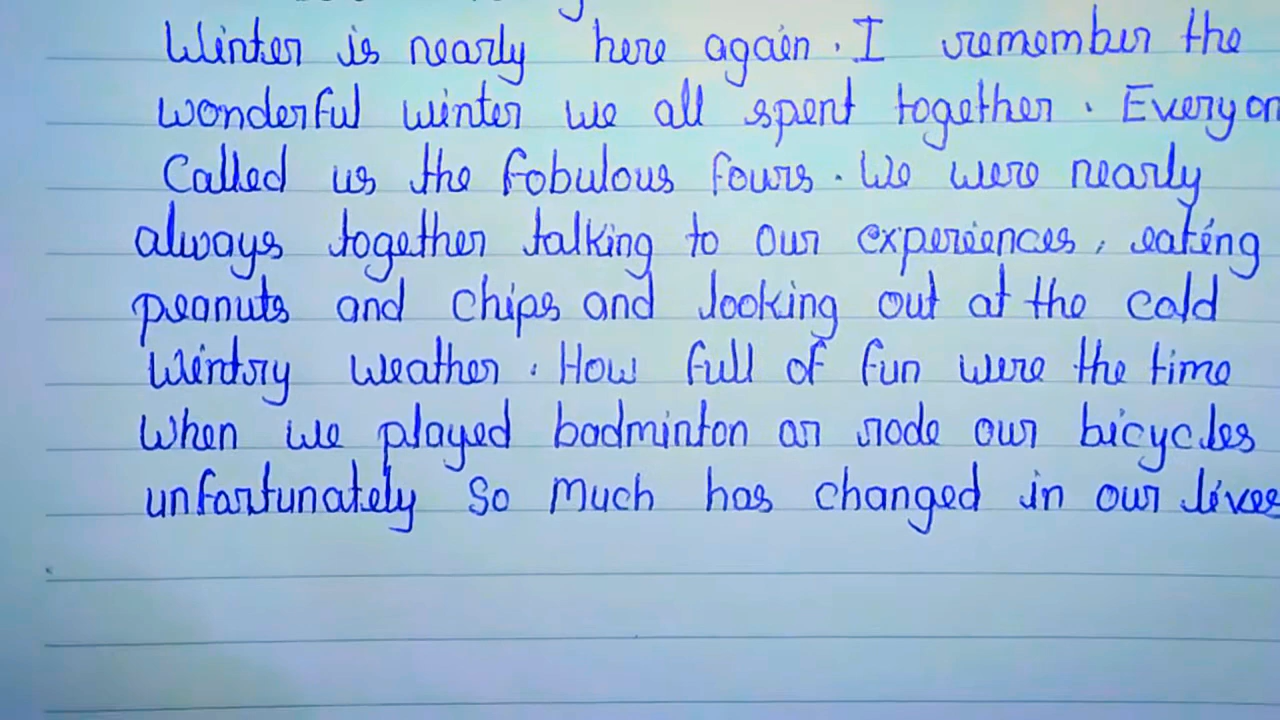 Winter is nearly here again. I remember the
wonderful winter we all spent together. Everyon
Called us the fobulous fours. We were nearly
always together talking to our experiences, eating
peanuts and chips and looking out at the cold
Wintry weather. How full of fun were the time
When we played badminton or rode our bicycles
unfortunately So much has changed in our lives